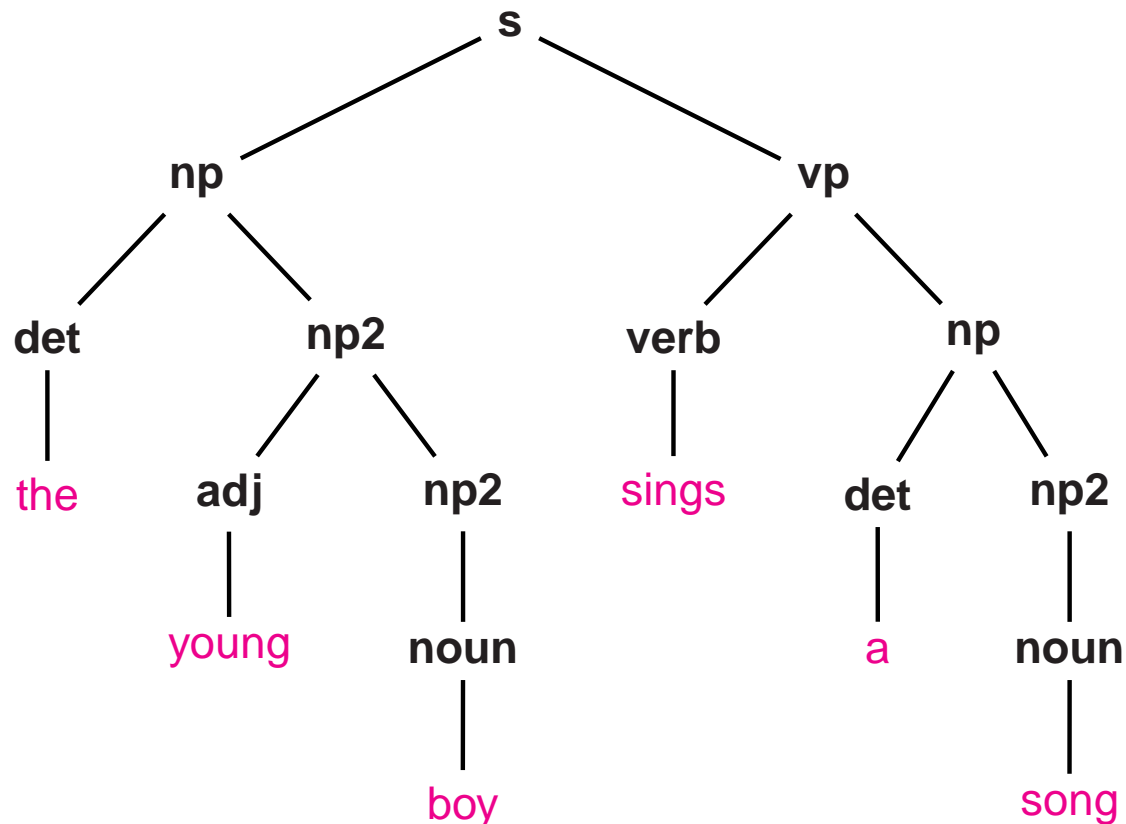 s
np vp
det np2 verb np
the adj np2 sings det np2
young noun a noun
boy song